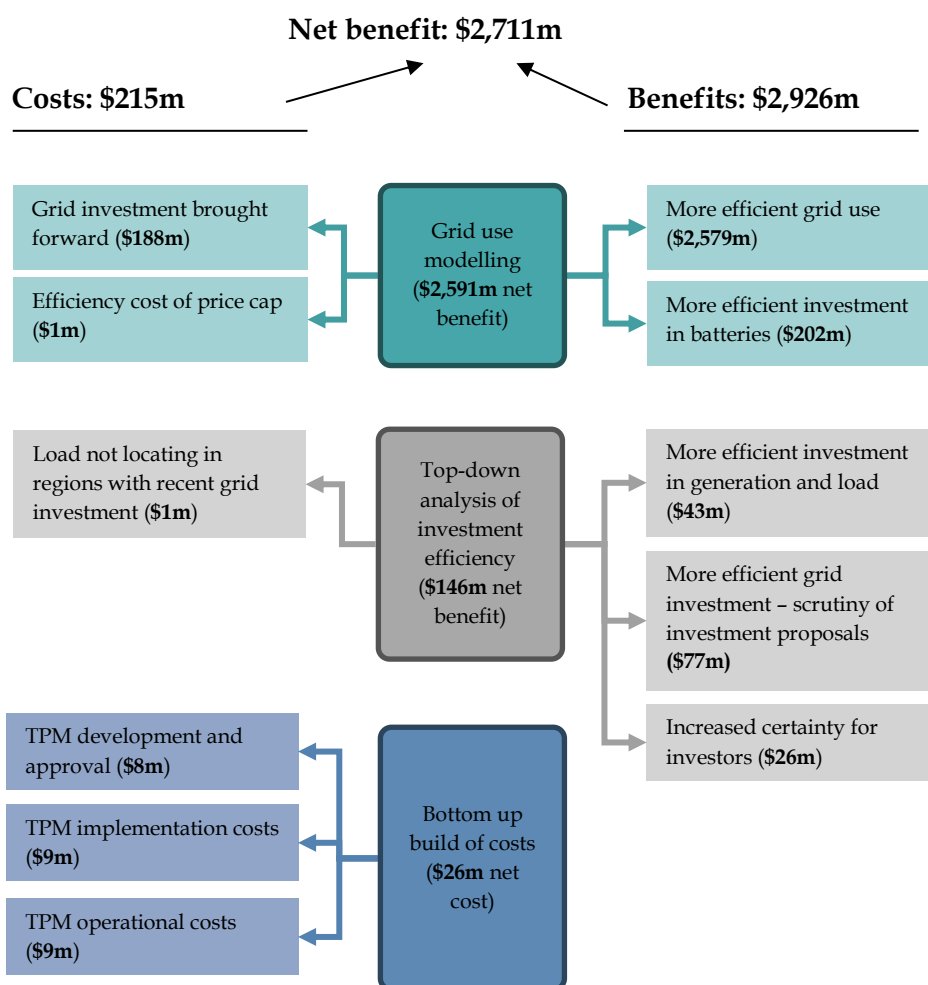 Net benefit: $2,711m
Costs: $215m
Benefits: $2,926m
Grid investment brought
forward ($188m)
Efficiency cost of price cap
($1m)
Grid use
modelling
($2,591m net
benefit)
More efficient grid use
($2,579m)
More efficient investment
in batteries ($202m)
Load not locating in
regions with recent grid
investment ($1m)
Top-down
analysis of
investment
efficiency
($146m net
benefit)
More efficient investment
in generation and load
($43m)
More efficient grid
investment – scrutiny of
investment proposals
($77m)
Increased certainty for
investors ($26m)
TPM development and
approval ($8m)
TPM implementation costs
($9m)
TPM operational costs
($9m)
Bottom up
build of costs
($26m net
cost)